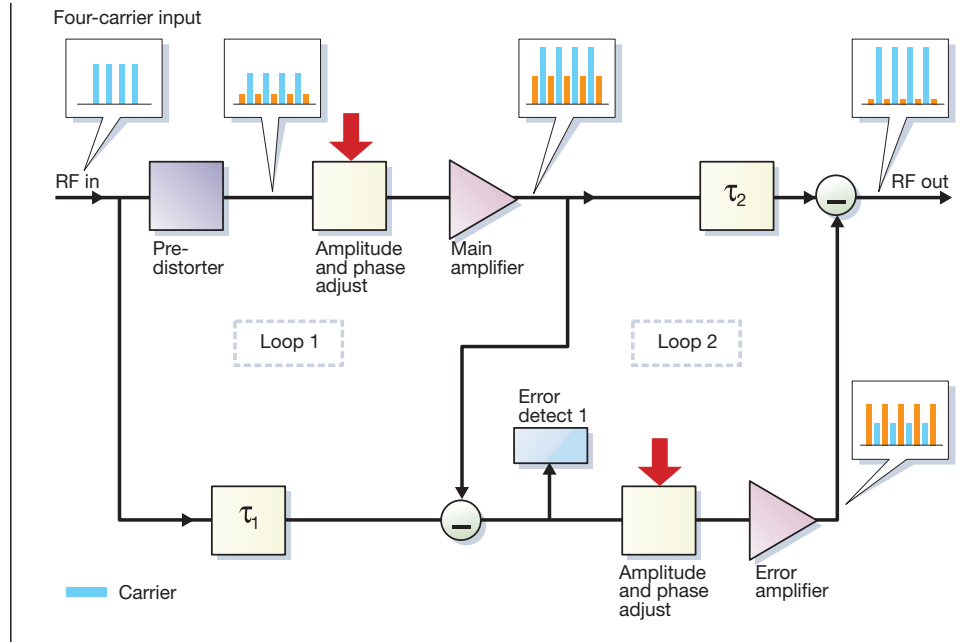 Four-carrier input
RF in
RF out
τ2
Pre-
distorter
Amplitude
and phase
adjust
Main
amplifier
Loop 1
Loop 2
Error
detect 1
τ1
Amplitude
and phase
adjust
Error
amplifier
Carrier